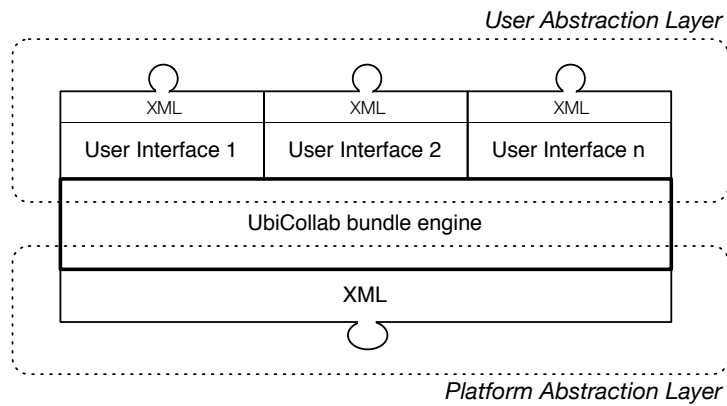 User Abstraction Layer
XML XML XML
User Interface 1 User Interface 2 User Interface n
UbiCollab bundle engine
XML
Platform Abstraction Layer